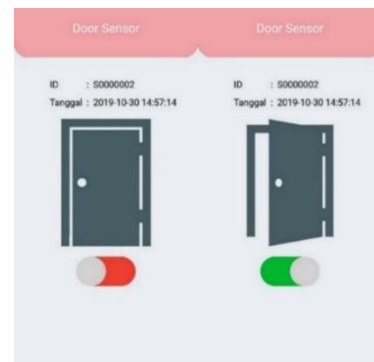 Door Sensor
ID : S0000002
Tanggal : 2019-10-30 14:57:14
Door Sensor
ID : S0000002
Tanggal : 2019-10-30 14:57:14